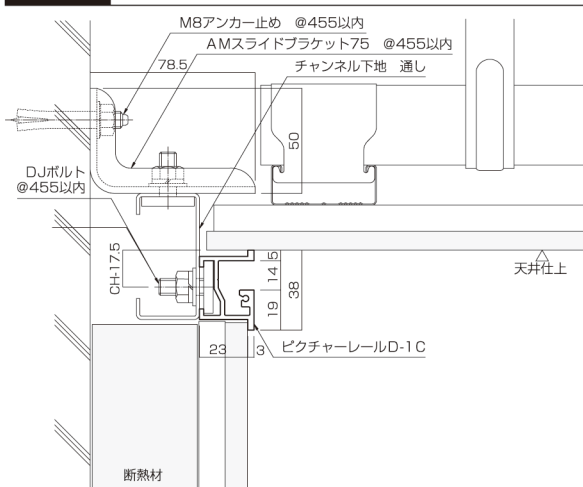 M8アンカー止め @455以内
AMスライドブラケット75 @455以内
78.5
チャンネル下地 通し
50
DJボルト
@455以内
CH-17.5
5
14
19
38
天井仕上
23
3
ピクチャーレールD-1C
断熱材